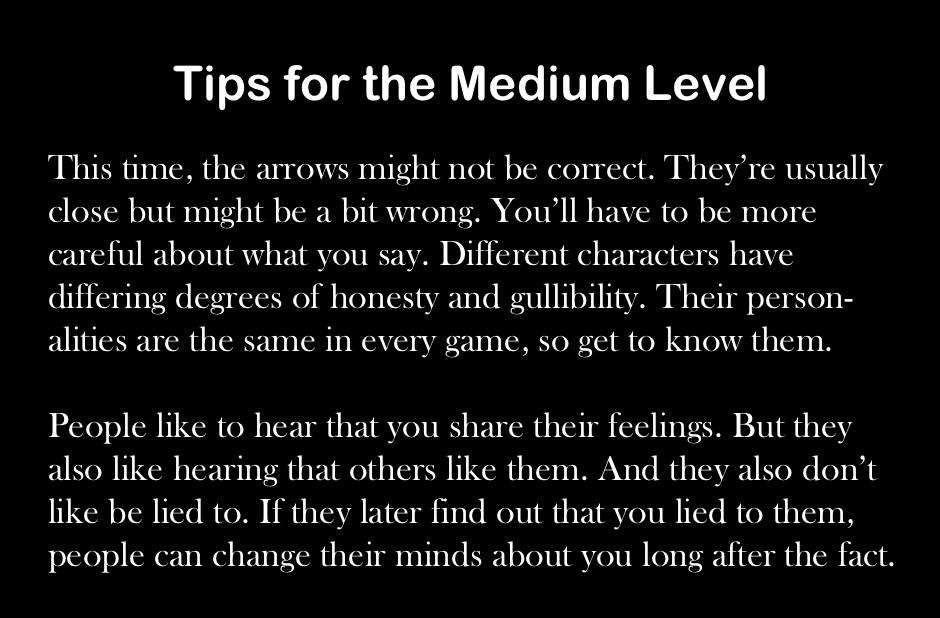 Tips for the Medium Level
This time, the arrows might not be correct. They’re usually
close but might be a bit wrong. You’ll have to be more
careful about what you say. Different characters have
differing degrees of honesty and gullibility. Their person-
alities are the same in every game, so get to know them.
People like to hear that you share their feelings. But they
also like hearing that others like them. And they also don’t
like be lied to. If they later find out that you lied to them,
people can change their minds about you long after the fact.